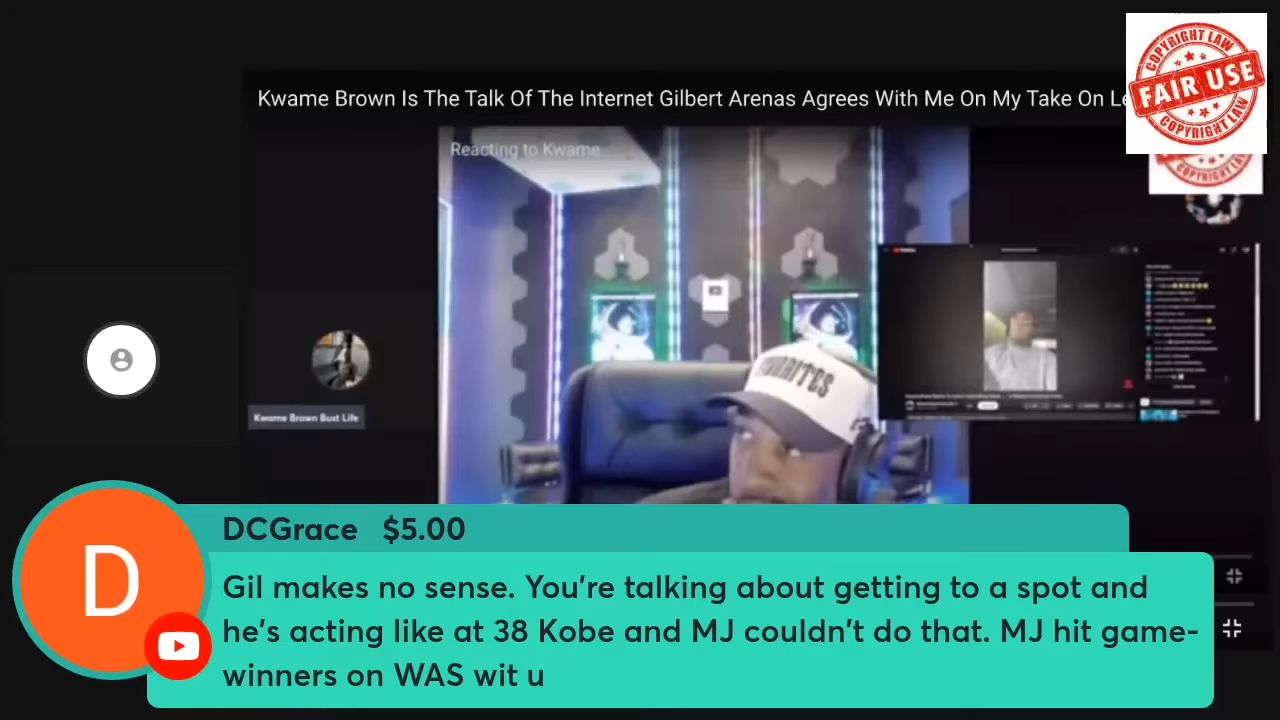 Kwame Brown Is The Talk Of The Internet Gilbert Arenas Agrees With Me On My Take On Le
COPYRIGHT LAW
FAIR USE
COPYRIGHT LAW
COPYRIGHT LAW
Reacting to Kwame
FAVORITES
Kwame Brown Bust Life
D
DCGrace $5.00
Gil makes no sense. You're talking about getting to a spot and
he's acting like at 38 Kobe and MJ couldn't do that. MJ hit game-
winners on WAS wit u